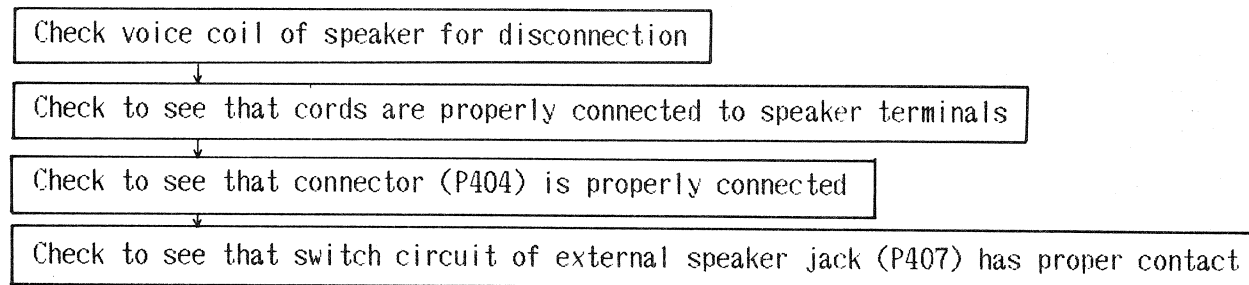 Check voice coil of speaker for disconnection
Check to see that cords are properly connected to speaker terminals
Check to see that connector (P404) is properly connected
Check to see that switch circuit of external speaker jack (P407) has proper contact